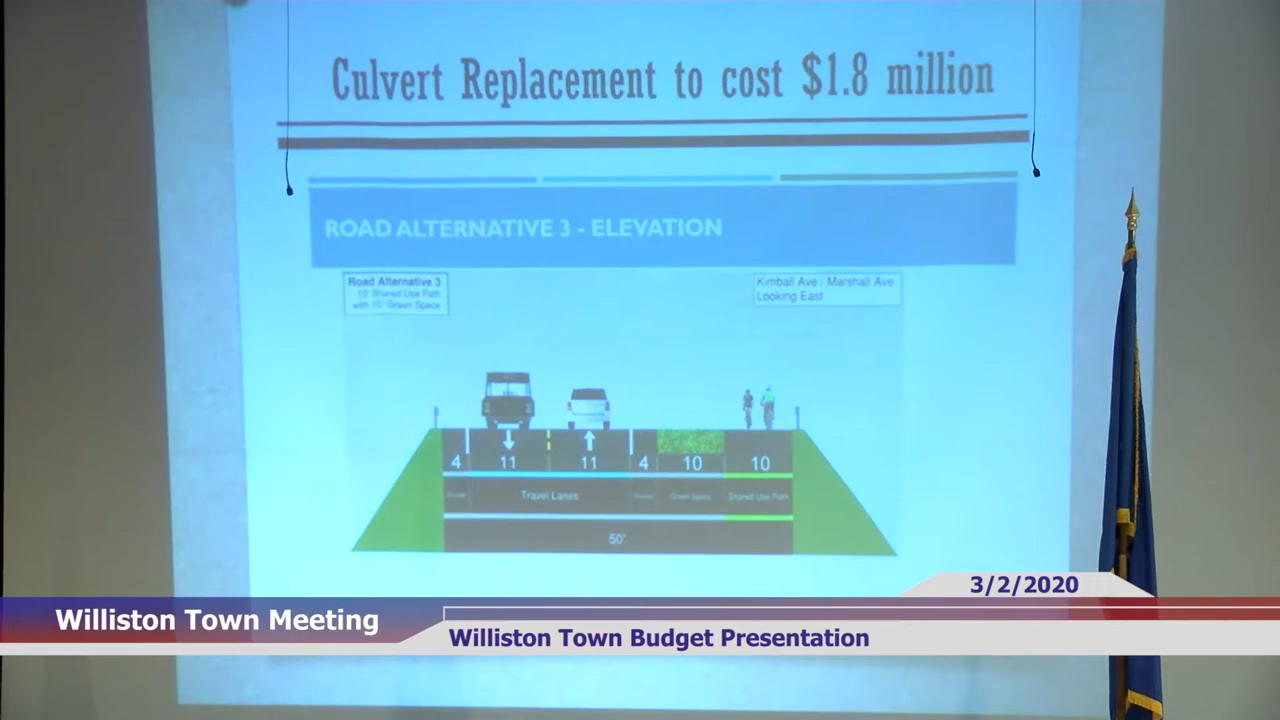 Culvert Replacement to cost $1.8 million
ROAD ALTERNATIVE 3 - ELEVATION
Road Alternative 3
10' Shared Use Path
with 10' Green Space
Kimball Ave / Marshall Ave
Looking East
4 11 11 4 10 10
Travel Lanes Green Space Shared Use Path
50'
3/2/2020
Williston Town Meeting
Williston Town Budget Presentation